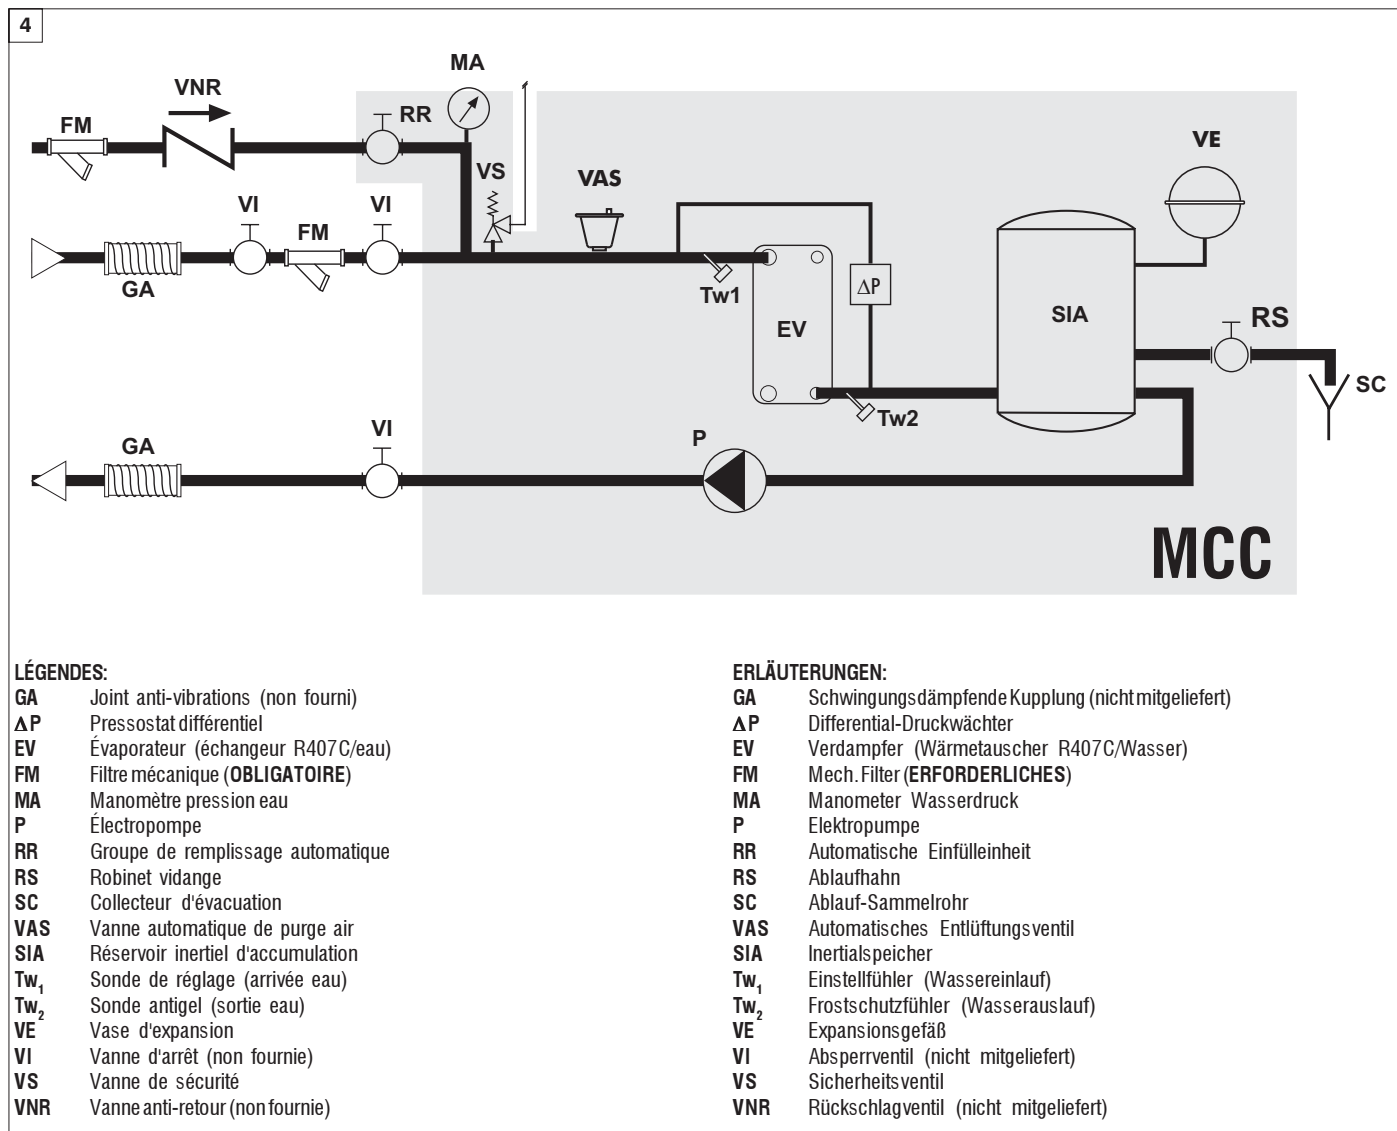 4
MA
VNR
RR
FM
VS
VAS
VE
VI
FM
VI
GA
Tw1
ΔP
EV
SIA
RS
SC
Tw2
GA
VI
P
MCC
LÉGENDES:
GA Joint anti-vibrations (non fourni)
ΔP Pressostat différentiel
EV Évaporateur (échangeur R407C/eau)
FM Filtre mécanique (OBLIGATOIRE)
MA Manomètre pression eau
P Électropompe
RR Groupe de remplissage automatique
RS Robinet vidange
SC Collecteur d'évacuation
VAS Vanne automatique de purge air
SIA Réservoir inertiel d'accumulation
Tw1 Sonde de réglage (arrivée eau)
Tw2 Sonde antigel (sortie eau)
VE Vase d'expansion
VI Vanne d'arrêt (non fournie)
VS Vanne de sécurité
VNR Vanne anti-retour (non fournie)
ERLÄUTERUNGEN:
GA Schwingungsdämpfende Kupplung (nicht mitgeliefert)
ΔP Differential-Druckwächter
EV Verdampfer (Wärmetauscher R407C/Wasser)
FM Mech. Filter (ERFORDERLICHES)
MA Manometer Wasserdruck
P Elektropumpe
RR Automatische Einfülleinheit
RS Ablaufhahn
SC Ablauf-Sammelrohr
VAS Automatisches Entlüftungsventil
SIA Inertialspeicher
Tw1 Einstellfühler (Wassereinlauf)
Tw2 Frostschutzfühler (Wasserauslauf)
VE Expansionsgefäß
VI Absperrventil (nicht mitgeliefert)
VS Sicherheitsventil
VNR Rückschlagventil (nicht mitgeliefert)